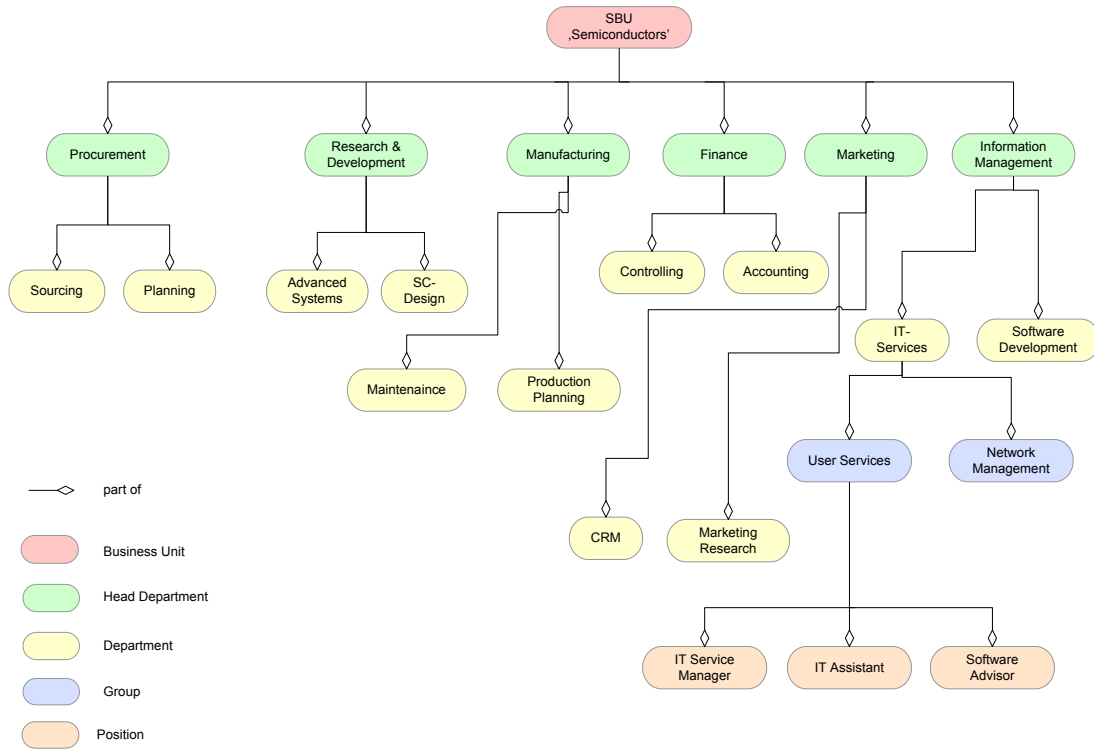 SBU
‚Semiconductors’
Procurement
Research &
Development
Manufacturing
Finance
Marketing
Information
Management
Sourcing
Planning
Advanced
Systems
SC-
Design
Controlling
Accounting
IT-
Services
Software
Development
Maintenaince
Production
Planning
User Services
Network
Management
CRM
Marketing
Research
IT Service
Manager
IT Assistant
Software
Advisor
part of
Business Unit
Head Department
Department
Group
Position